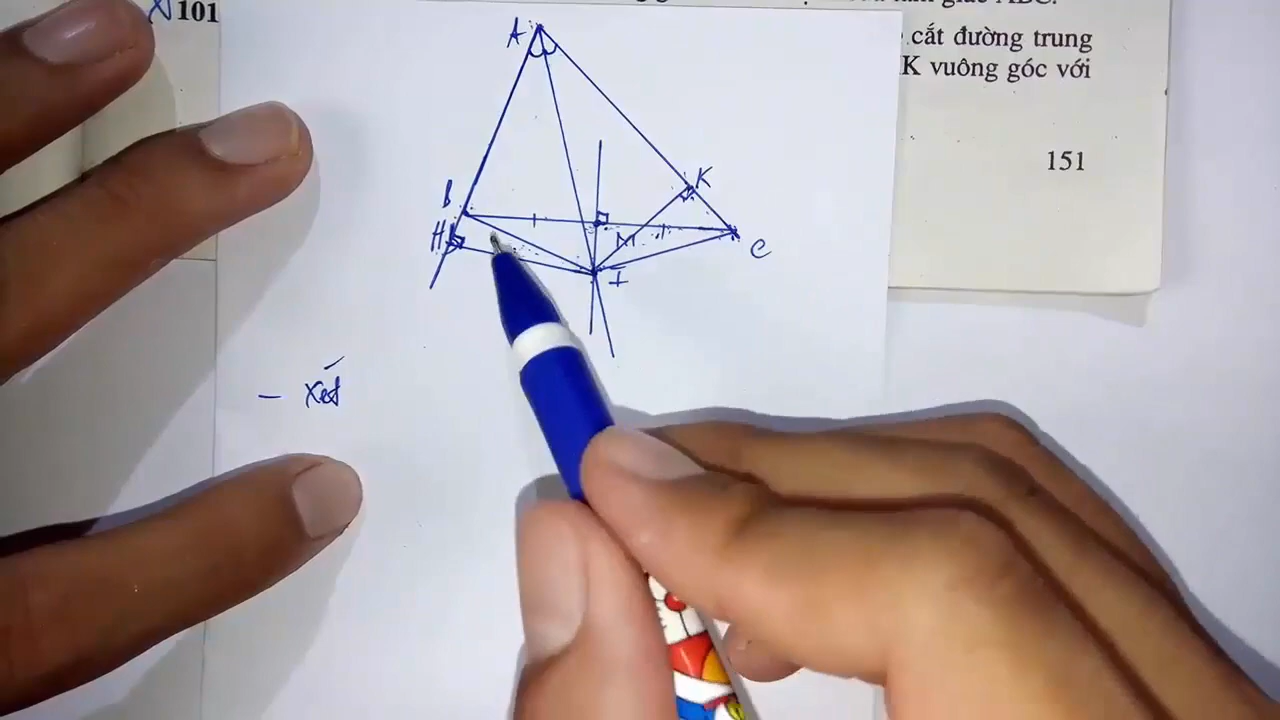 101
cắt đường trung
K vuông góc với
151
A
B
K
H
M
C
I
- Xét